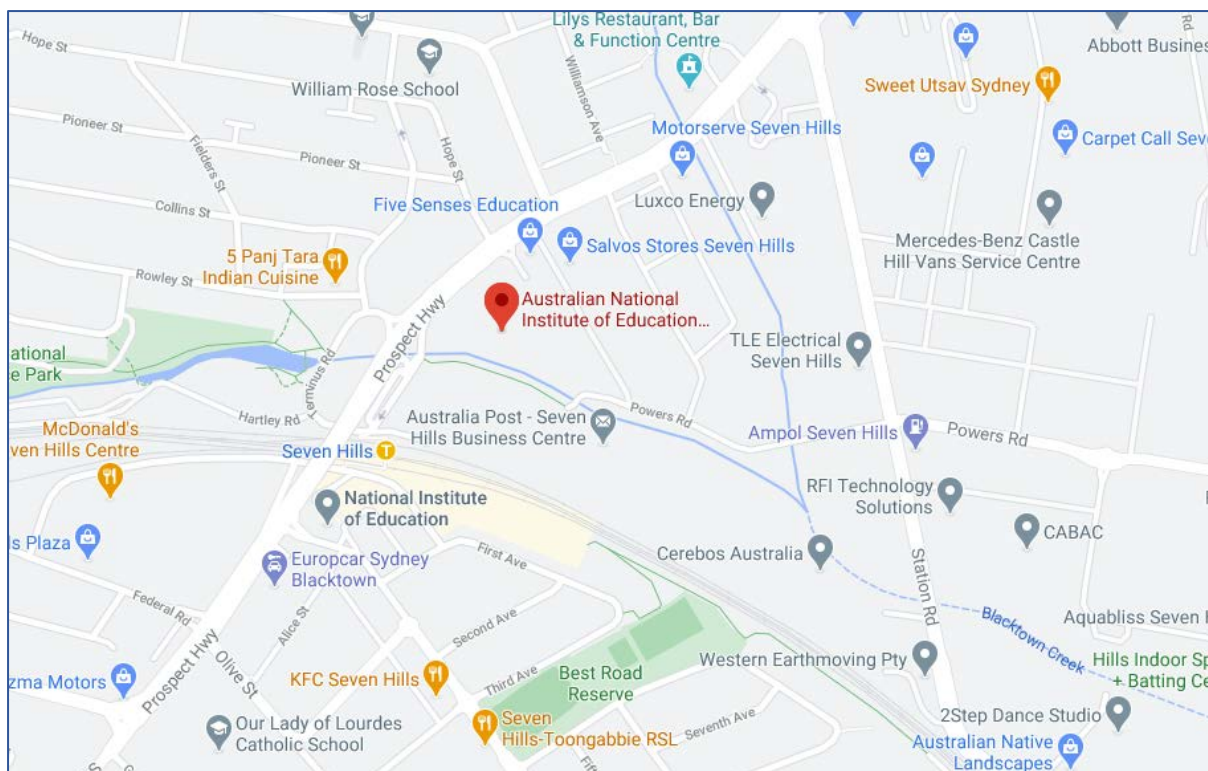 Lilys Restaurant, Bar
& Function Centre
Hope St
William Rose School
Abbott Business
Rd
Sweet Utsav Sydney
Williamson Ave
Pioneer St
Fielders St
Pioneer St
Hope St
Motorserve Seven Hills
Carpet Call Seve
Collins St
Five Senses Education
Luxco Energy
Salvos Stores Seven Hills
Mercedes-Benz Castle
Hill Vans Service Centre
5 Panj Tara
Indian Cuisine
Rowley St
Prospect Hwy
Australian National
Institute of Education...
TLE Electrical
Seven Hills
ational
e Park
Terminus Rd
Hartley Rd
Australia Post - Seven
Hills Business Centre
Powers Rd
Ampol Seven Hills
Powers Rd
McDonald's
ven Hills Centre
Seven Hills
T
National Institute
of Education
RFI Technology
Solutions
CABAC
ls Plaza
Europcar Sydney
Blacktown
First Ave
Cerebos Australia
Station Rd
Federal Rd
Alice St
Second Ave
Blacktown Creek
Aquabliss Seven H
Prospect Hwy
Olive St
KFC Seven Hills
Third Ave
Best Road
Reserve
Western Earthmoving Pty
Hills Indoor Sp
+ Batting Ce
zma Motors
Our Lady of Lourdes
Catholic School
Seven
Hills-Toongabbie RSL
Seventh Ave
2Step Dance Studio
Australian Native
Landscapes